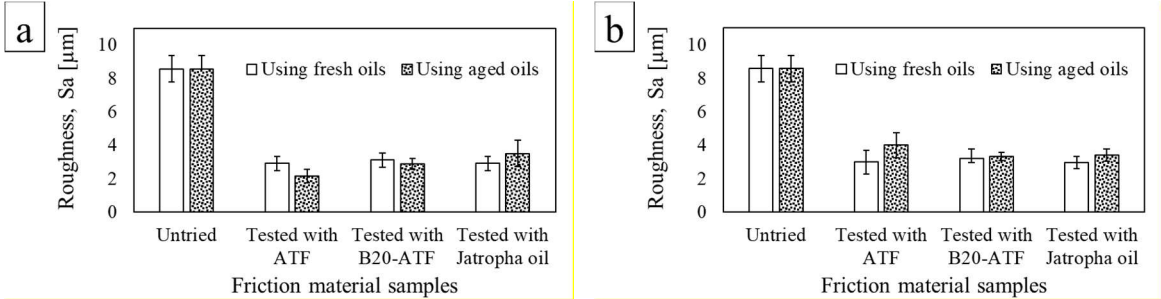 a
Roughness, Sa [µm]
10
8
6
4
2
0
Using fresh oils
Using aged oils
Untried
Tested with
ATF
Tested with
B20-ATF
Tested with
Jatropha oil
Friction material samples
b
Roughness, Sa [µm]
10
8
6
4
2
0
Using fresh oils
Using aged oils
Untried
Tested with
ATF
Tested with
B20-ATF
Tested with
Jatropha oil
Friction material samples